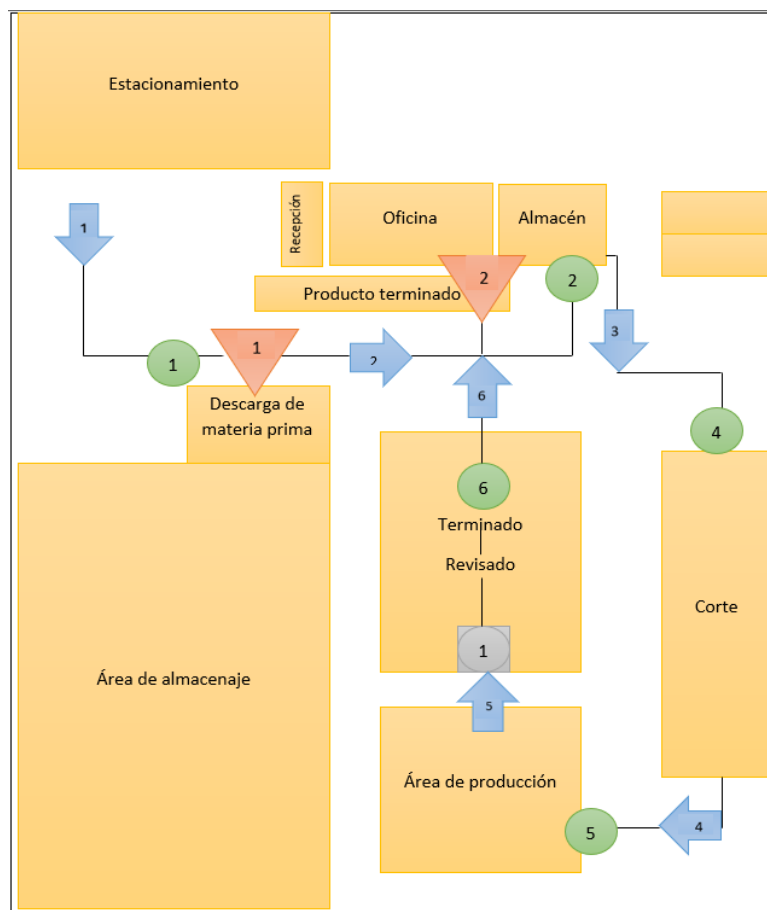 Estacionamiento
1
Recepción
Oficina
Almacén
2
2
Producto terminado
3
1
1
2
6
Descarga de
materia prima
4
6
Terminado
Revisado
Corte
1
Área de almacenaje
5
Área de producción
5
4